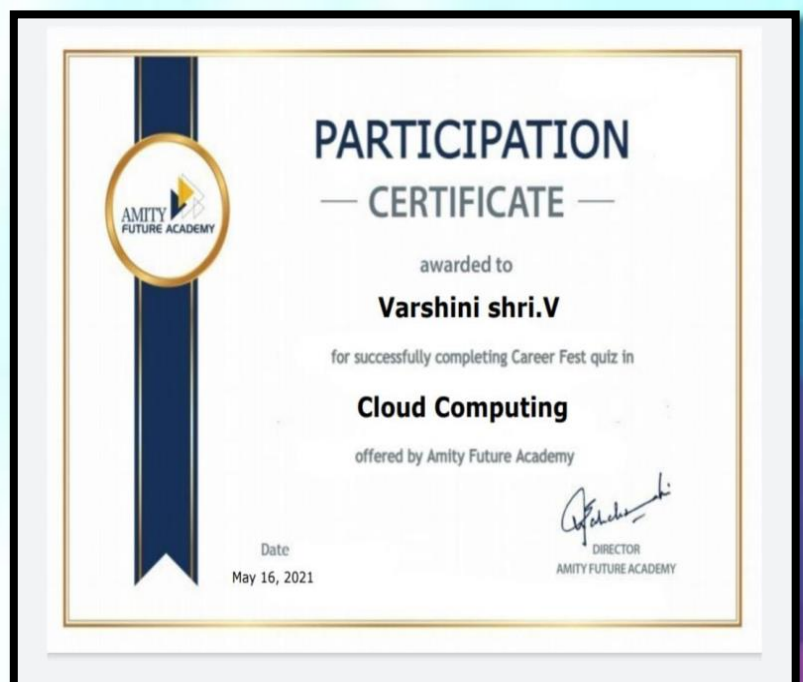 PARTICIPATION
— CERTIFICATE —
AMITY
FUTURE ACADEMY
awarded to
Varshini shri.V
for successfully completing Career Fest quiz in
Cloud Computing
offered by Amity Future Academy
Date
May 16, 2021
DIRECTOR
AMITY FUTURE ACADEMY